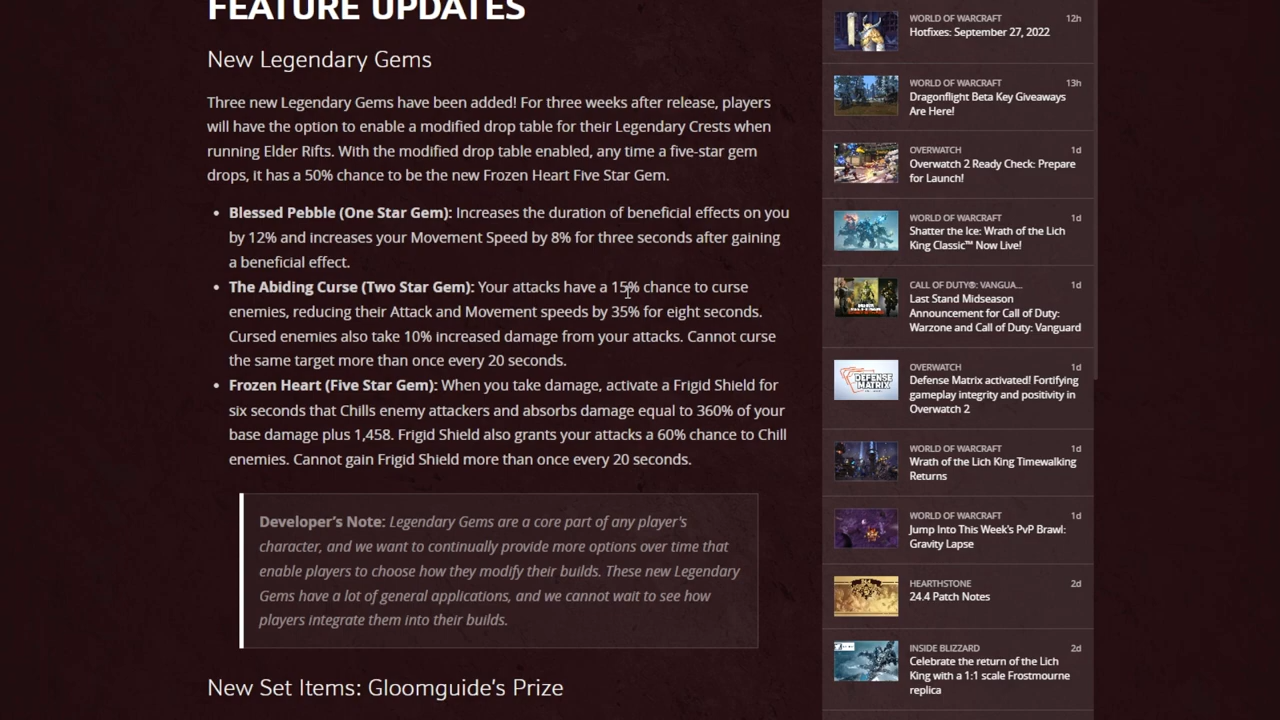 FEATURE UPDATES
New Legendary Gems
Three new Legendary Gems have been added! For three weeks after release, players
will have the option to enable a modified drop table for their Legendary Crests when
running Elder Rifts. With the modified drop table enabled, any time a five-star gem
drops, it has a 50% chance to be the new Frozen Heart Five Star Gem.
• Blessed Pebble (One Star Gem): Increases the duration of beneficial effects on you
by 12% and increases your Movement Speed by 8% for three seconds after gaining
a beneficial effect.
• The Abiding Curse (Two Star Gem): Your attacks have a 15% chance to curse
enemies, reducing their Attack and Movement speeds by 35% for eight seconds.
Cursed enemies also take 10% increased damage from your attacks. Cannot curse
the same target more than once every 20 seconds.
• Frozen Heart (Five Star Gem): When you take damage, activate a Frigid Shield for
six seconds that Chills enemy attackers and absorbs damage equal to 360% of your
base damage plus 1,458. Frigid Shield also grants your attacks a 60% chance to Chill
enemies. Cannot gain Frigid Shield more than once every 20 seconds.
Developer's Note: Legendary Gems are a core part of any player's
character, and we want to continually provide more options over time that
enable players to choose how they modify their builds. These new Legendary
Gems have a lot of general applications, and we cannot wait to see how
players integrate them into their builds.
New Set Items: Gloomguide's Prize
WORLD OF WARCRAFT 12h
Hotfixes: September 27, 2022
WORLD OF WARCRAFT 13h
Dragonflight Beta Key Giveaways
Are Here!
OVERWATCH 1d
Overwatch 2 Ready Check: Prepare
for Launch!
WORLD OF WARCRAFT 1d
Shatter the Ice: Wrath of the Lich
King Classic™ Now Live!
CALL OF DUTY®: VANGUA... 1d
Last Stand Midseason
Announcement for Call of Duty:
Warzone and Call of Duty: Vanguard
DEFENSE
MATRIX
OVERWATCH 1d
Defense Matrix activated! Fortifying
gameplay integrity and positivity in
Overwatch 2
WORLD OF WARCRAFT 1d
Wrath of the Lich King Timewalking
Returns
WORLD OF WARCRAFT 1d
Jump Into This Week's PvP Brawl:
Gravity Lapse
HEARTHSTONE 2d
24.4 Patch Notes
INSIDE BLIZZARD 2d
Celebrate the return of the Lich
King with a 1:1 scale Frostmourne
replica